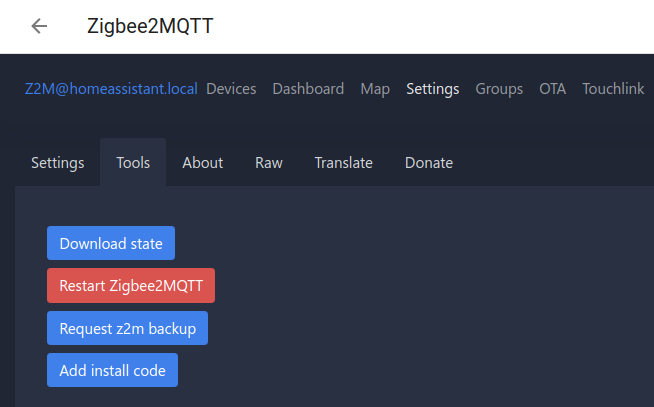 Zigbee2MQTT
Z2M@homeassistant.local Devices Dashboard Map Settings Groups OTA Touchlink
Settings Tools About Raw Translate Donate
Download state
Restart Zigbee2MQTT
Request z2m backup
Add install code